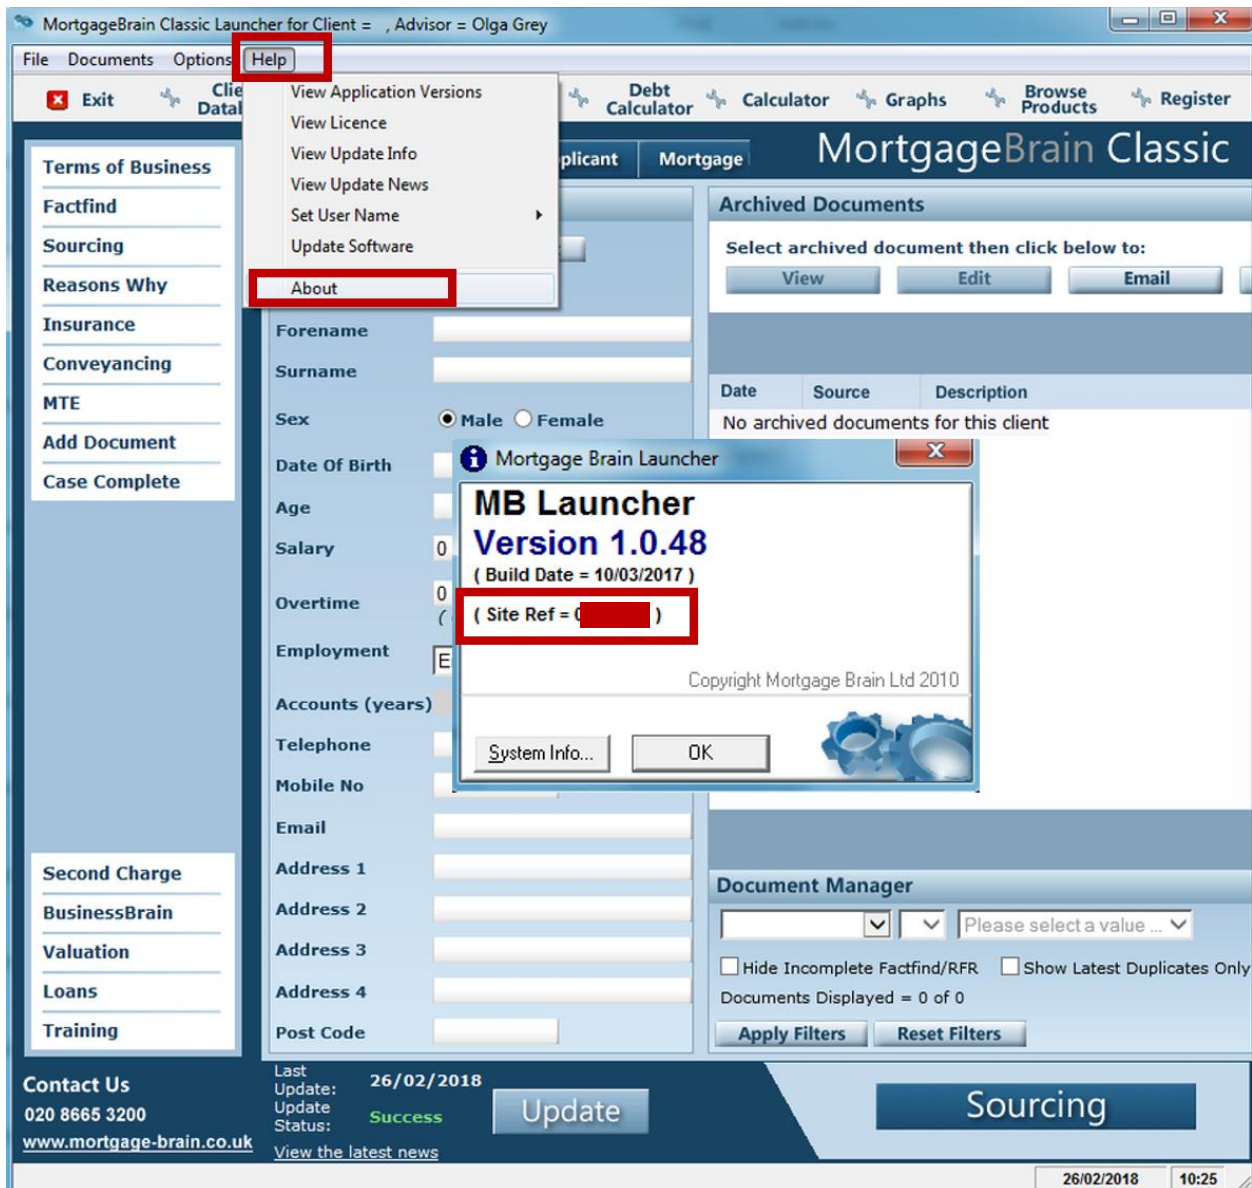 MortgageBrain Classic Launcher for Client = , Advisor = Olga Grey
File Documents Options Help
Exit
Debt Calculator
Calculator
Graphs
Browse Products
Register
View Application Versions
View Licence
View Update Info
View Update News
Set User Name
Update Software
About
Mortgage
MortgageBrain Classic
Terms of Business
Factfind
Sourcing
Reasons Why
Insurance
Conveyancing
MTE
Add Document
Case Complete
Second Charge
BusinessBrain
Valuation
Loans
Training
Forename
Surname
Sex Male Female
Date Of Birth
Age
Salary 0
Overtime 0
(
Employment E
Accounts (years)
Telephone
Mobile No
Email
Address 1
Address 2
Address 3
Address 4
Post Code
Archived Documents
Select archived document then click below to:
View Edit Email
Date Source Description
No archived documents for this client
Mortgage Brain Launcher
MB Launcher
Version 1.0.48
( Build Date = 10/03/2017 )
( Site Ref = )
Copyright Mortgage Brain Ltd 2010
System Info... OK
Document Manager
Please select a value ...
Hide Incomplete Factfind/RFR Show Latest Duplicates Only
Documents Displayed = 0 of 0
Apply Filters Reset Filters
Contact Us
020 8665 3200
www.mortgage-brain.co.uk
Last Update: 26/02/2018
Update Status: Success
View the latest news
Update
Sourcing
26/02/2018 10:25